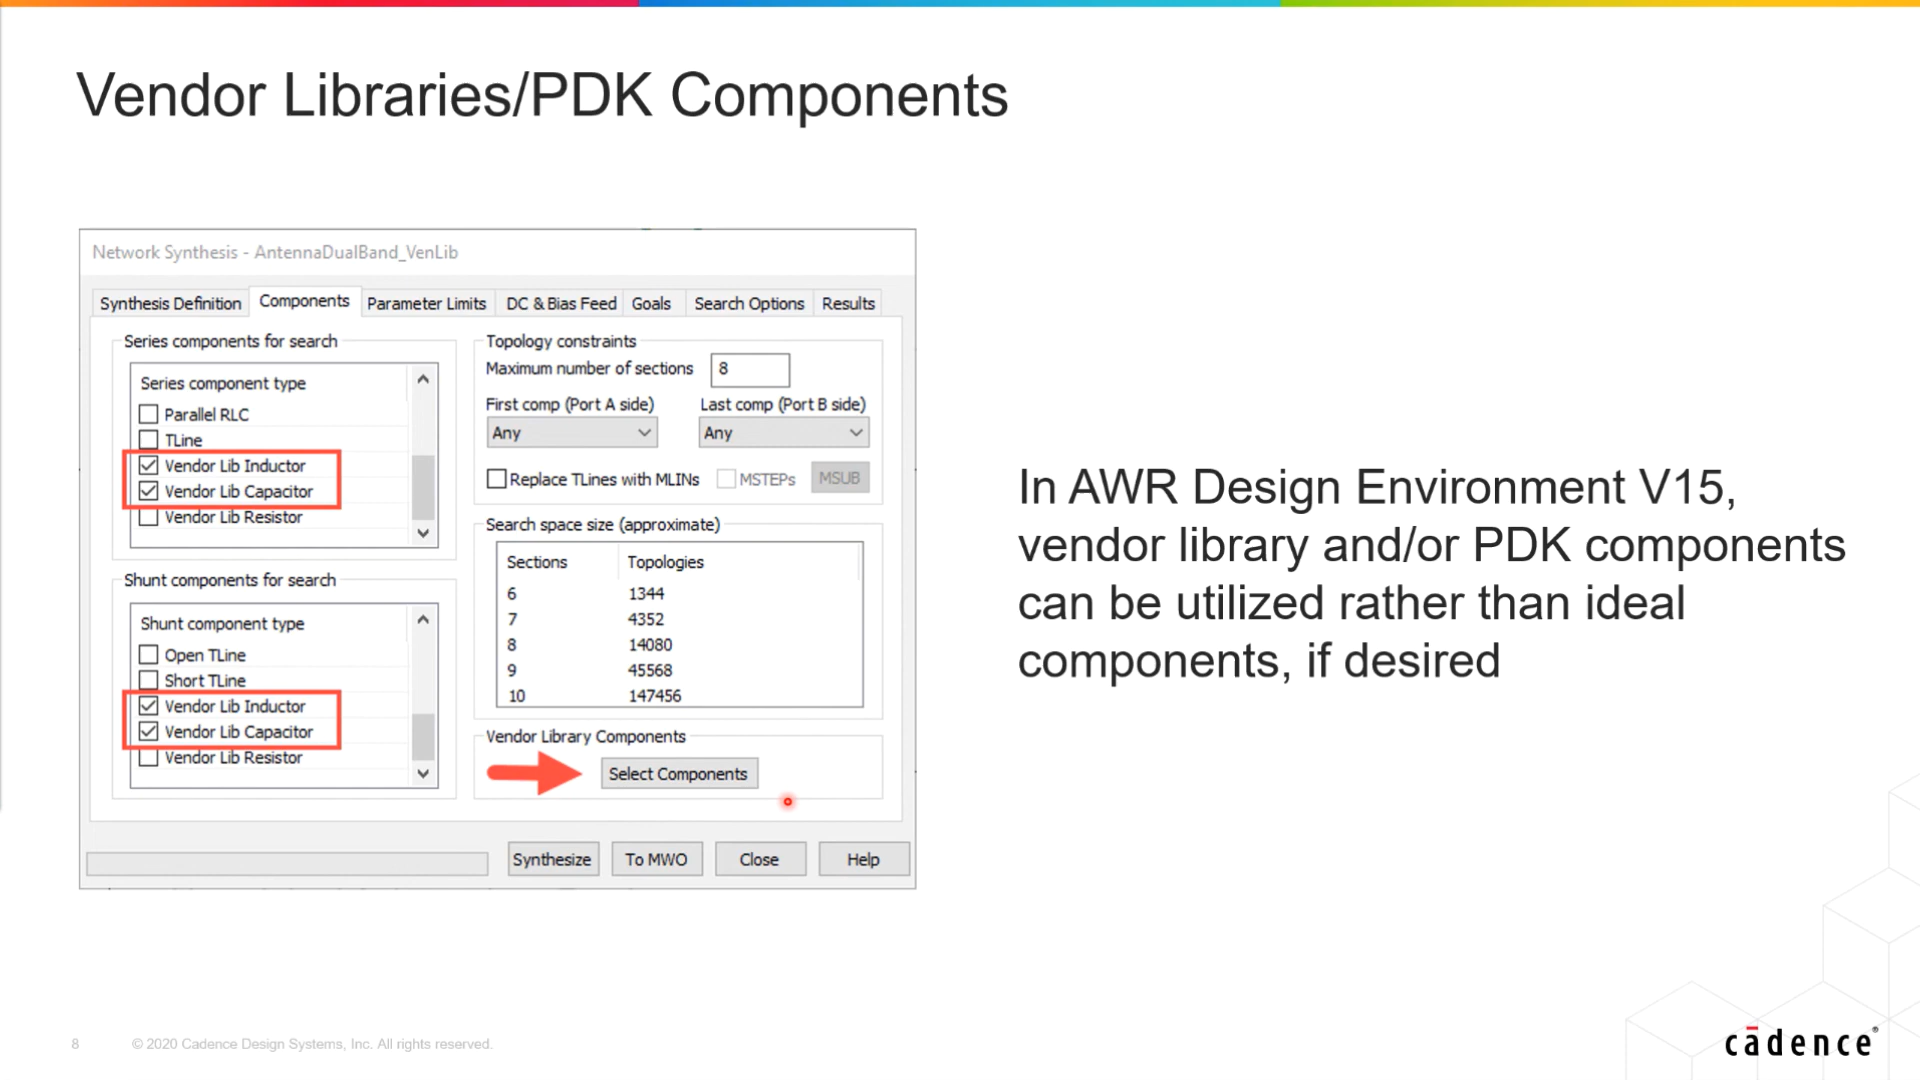 Vendor Libraries/PDK Components
Network Synthesis - AntennaDualBand_VenLib
Synthesis Definition Components Parameter Limits DC & Bias Feed Goals Search Options Results
Series components for search
Series component type
Parallel RLC
TLine
Vendor Lib Inductor
Vendor Lib Capacitor
Vendor Lib Resistor
Shunt components for search
Shunt component type
Open TLine
Short TLine
Vendor Lib Inductor
Vendor Lib Capacitor
Vendor Lib Resistor
Topology constraints
Maximum number of sections 8
First comp (Port A side) Last comp (Port B side)
Any Any
Replace TLines with MLINs MSTEPs MSUB
Search space size (approximate)
Sections Topologies
6 1344
7 4352
8 14080
9 45568
10 147456
Vendor Library Components
Select Components
Synthesize To MWO Close Help
In AWR Design Environment V15,
vendor library and/or PDK components
can be utilized rather than ideal
components, if desired
8 © 2020 Cadence Design Systems, Inc. All rights reserved.
cādence®